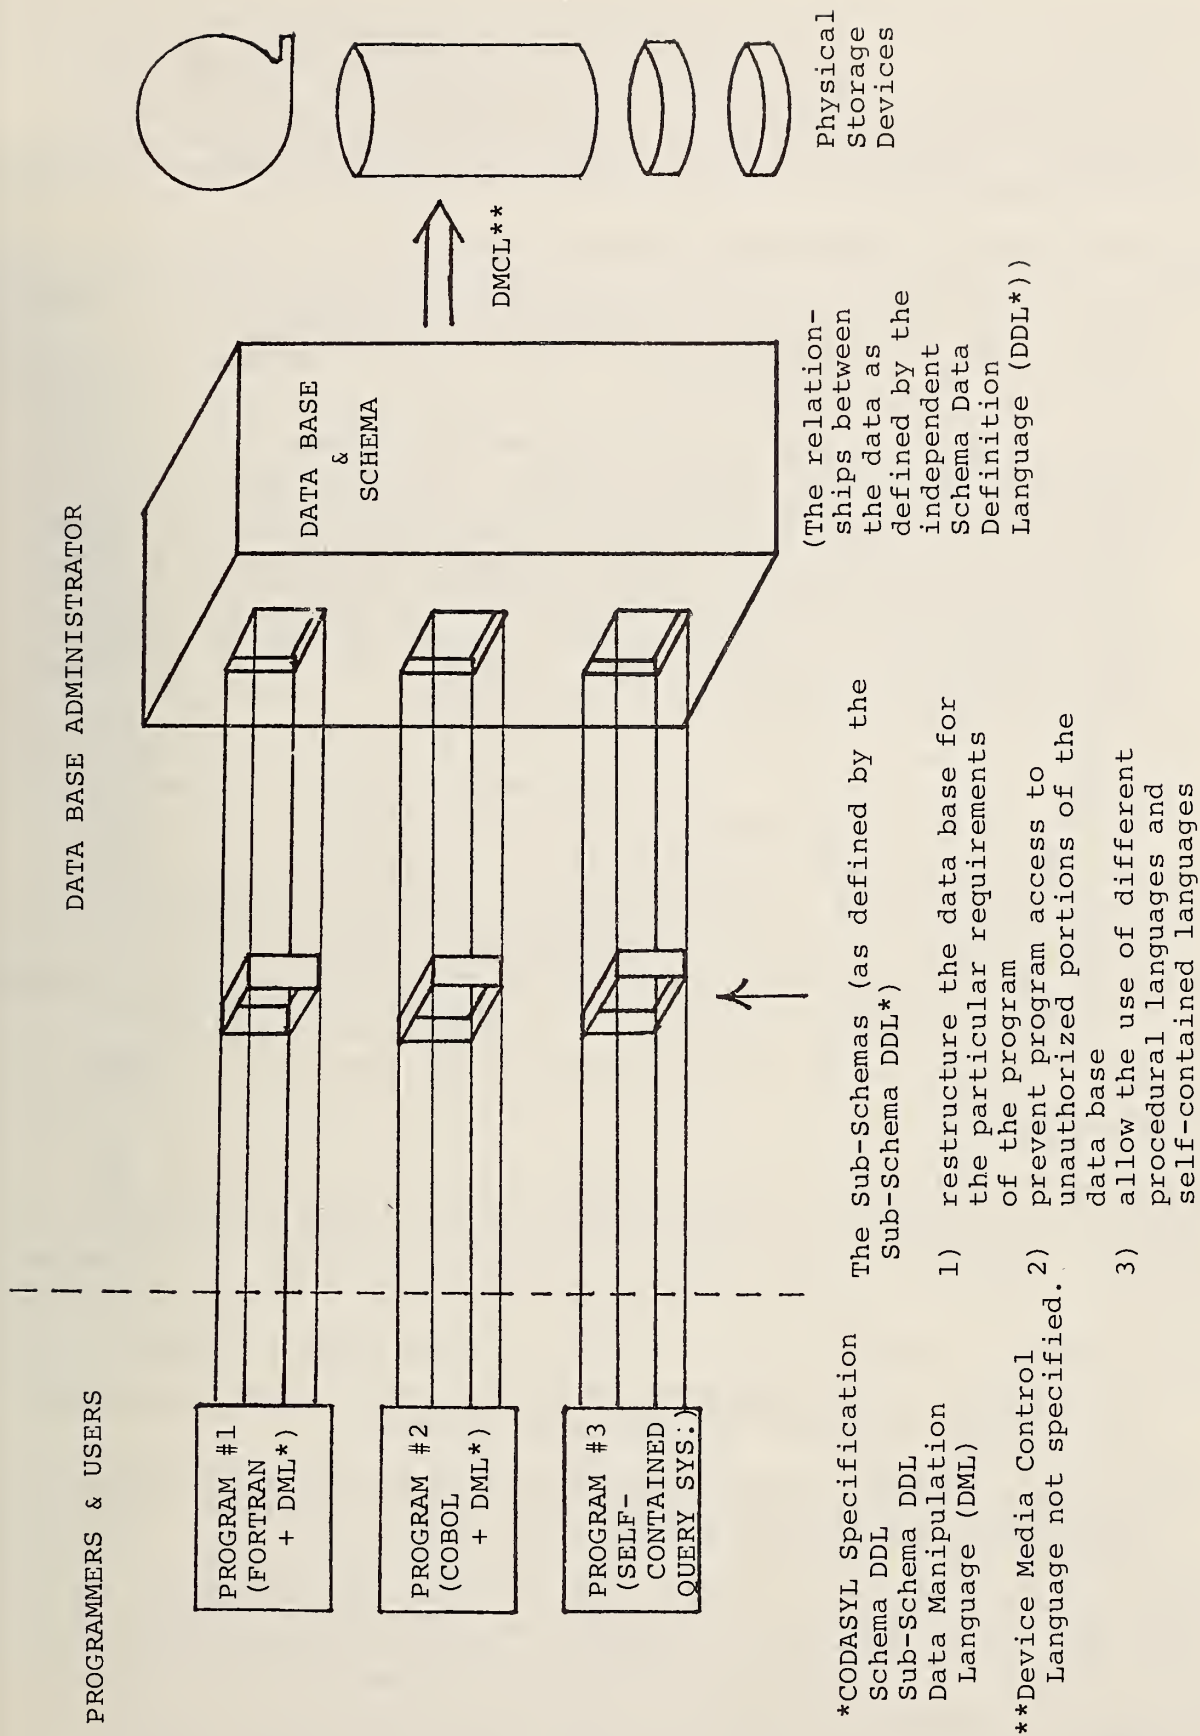 PROGRAMMERS & USERS
DATA BASE ADMINISTRATOR
PROGRAM #1
(FORTRAN
+ DML*)
PROGRAM #2
(COBOL
+ DML*)
PROGRAM #3
(SELF-
CONTAINED
QUERY SYS.)
DATA BASE
&
SCHEMA
DMCL**
Physical
Storage
Devices
(The relation-
ships between
the data as
defined by the
independent
Schema Data
Definition
Language (DDL*))
The Sub-Schemas (as defined by the
Sub-Schema DDL*)
1) restructure the data base for
the particular requirements
of the program
2) prevent program access to
unauthorized portions of the
data base
3) allow the use of different
procedural languages and
self-contained languages
*CODASYL Specification
Schema DDL
Sub-Schema DDL
Data Manipulation
Language (DML)
**Device Media Control
Language not specified.